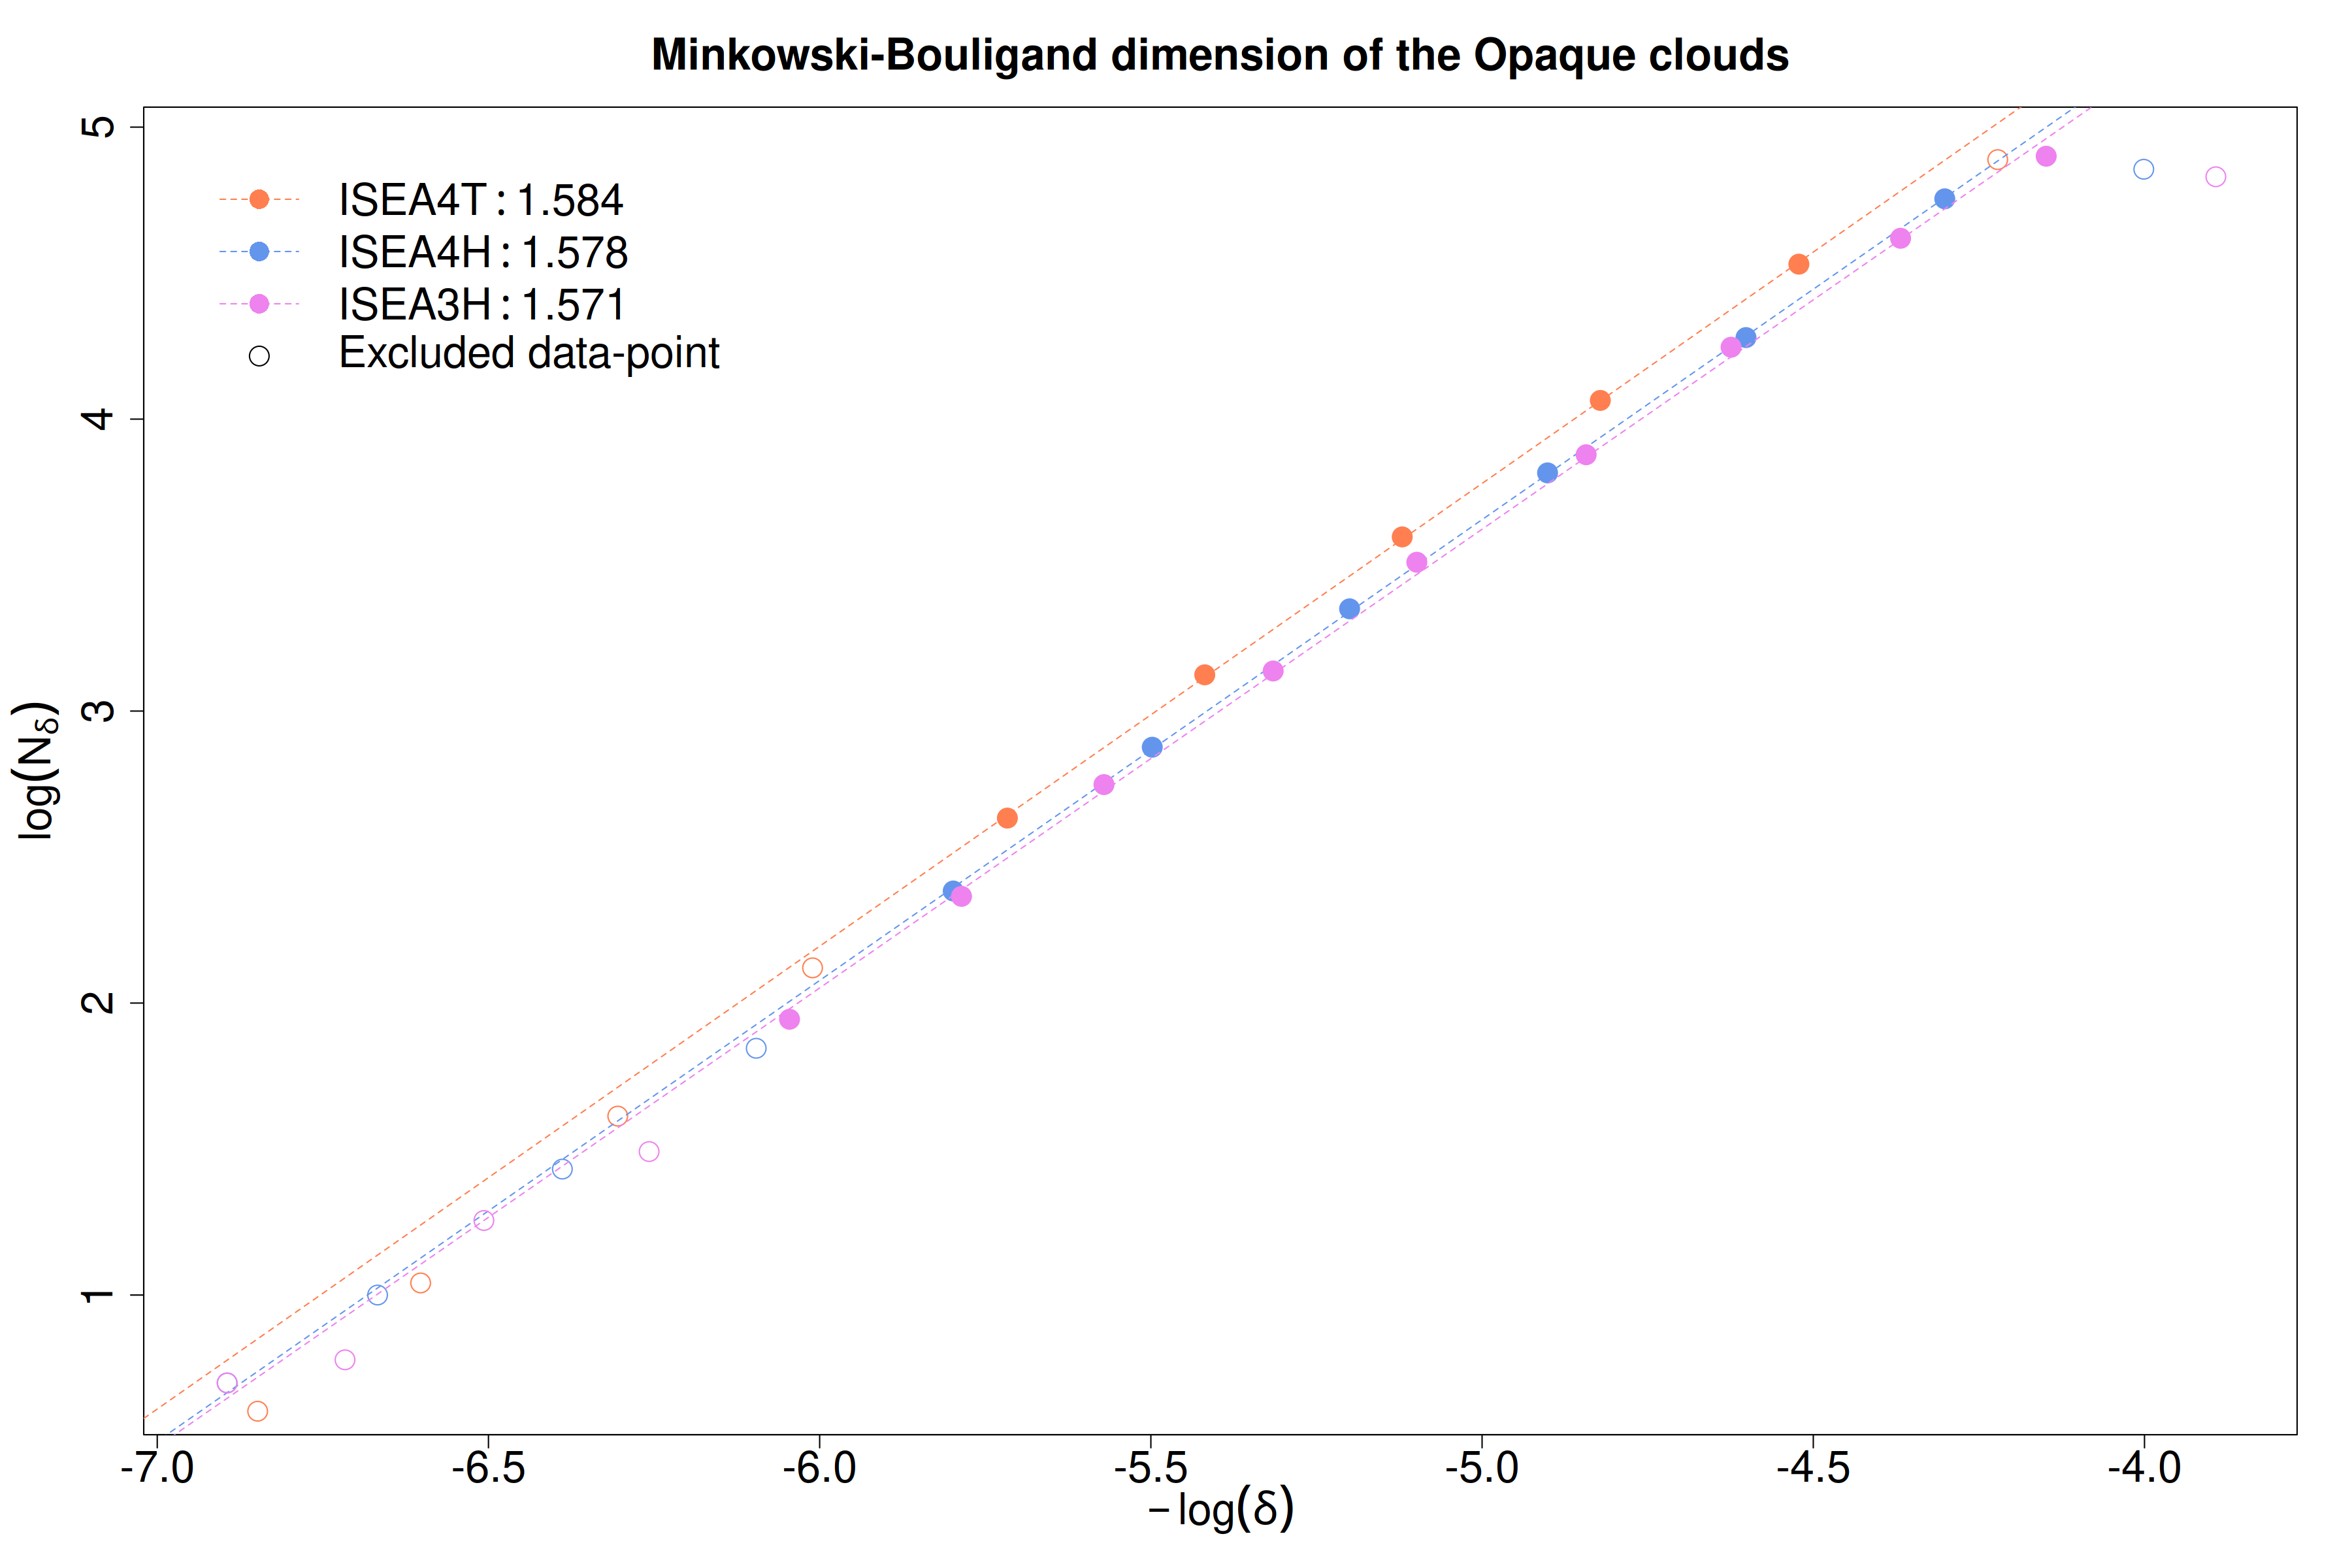 Minkowski-Bouligand dimension of the Opaque clouds
5
ISEA4T : 1.584
ISEA4H : 1.578
ISEA3H : 1.571
Excluded data-point
4
3
log(Nδ)
2
1
-7.0 -6.5 -6.0 -5.5 -5.0 -4.5 -4.0
− log(δ)